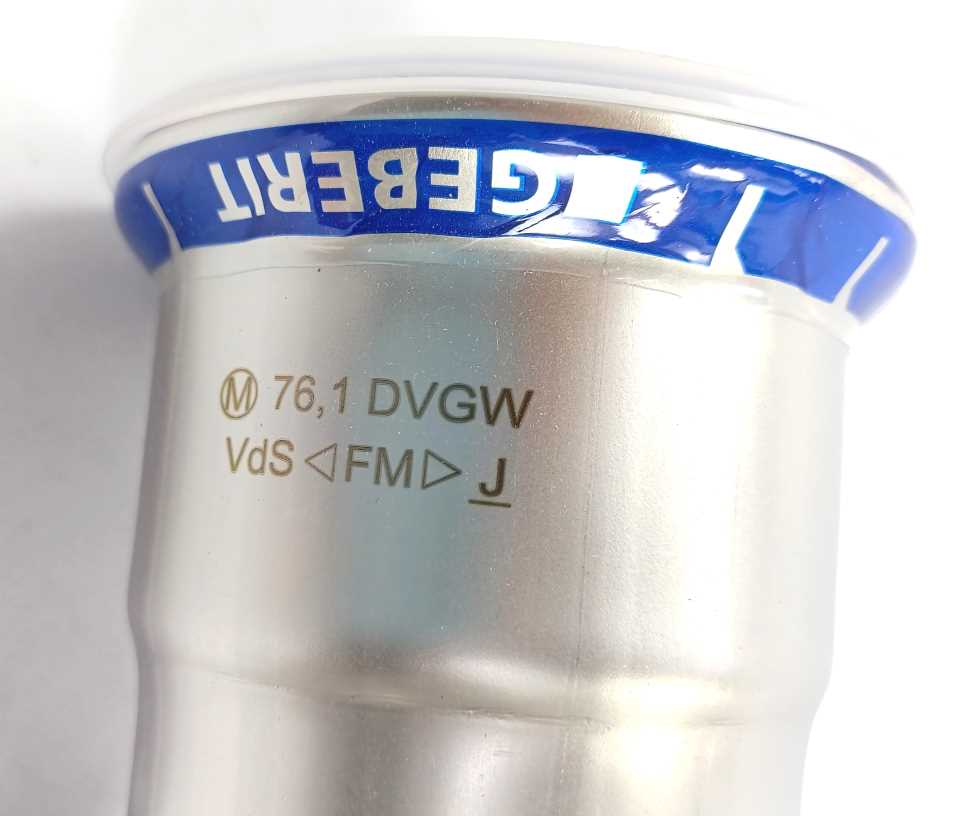 GEBERIT
Ⓜ 76,1 DVGW
VdS ◁FM▷ J